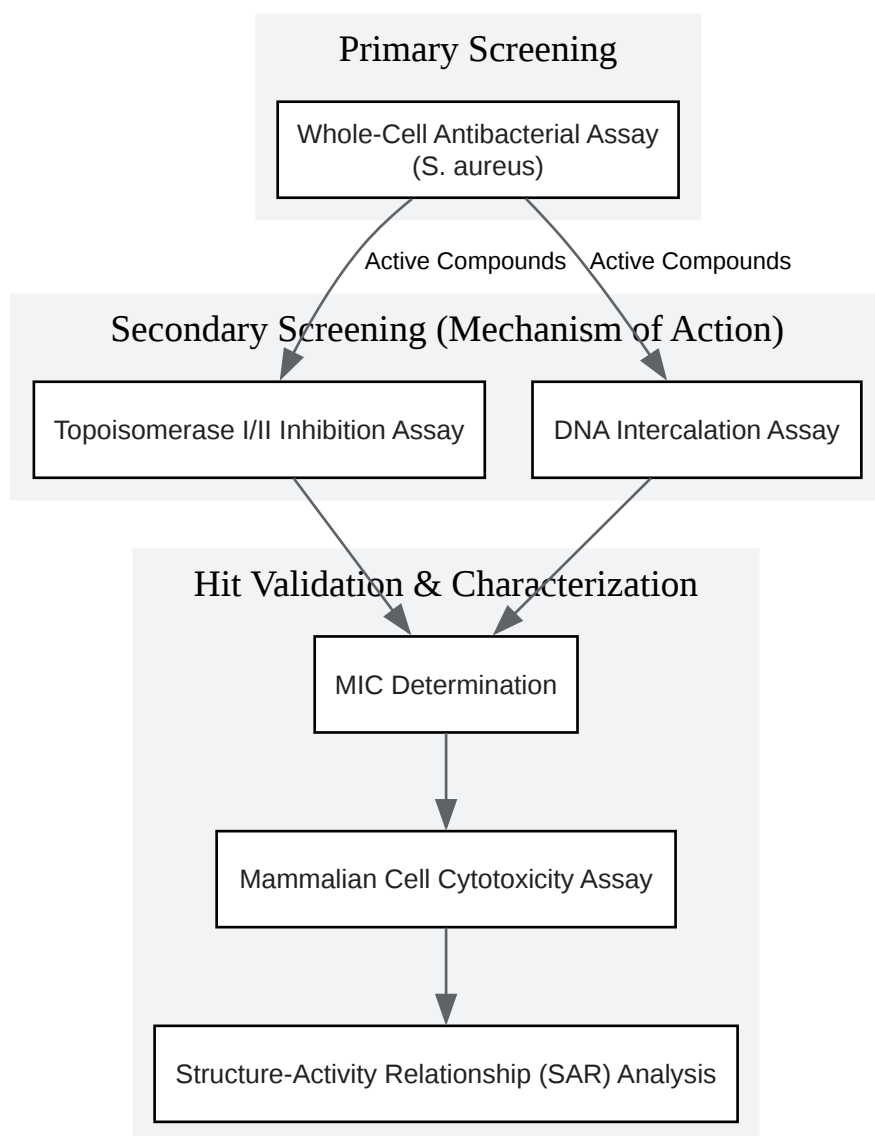 Primary Screening
Whole-Cell Antibacterial Assay
(S. aureus)
Active Compounds
Active Compounds
Secondary Screening (Mechanism of Action)
Topoisomerase I/II Inhibition Assay
DNA Intercalation Assay
Hit Validation & Characterization
MIC Determination
Mammalian Cell Cytotoxicity Assay
Structure-Activity Relationship (SAR) Analysis